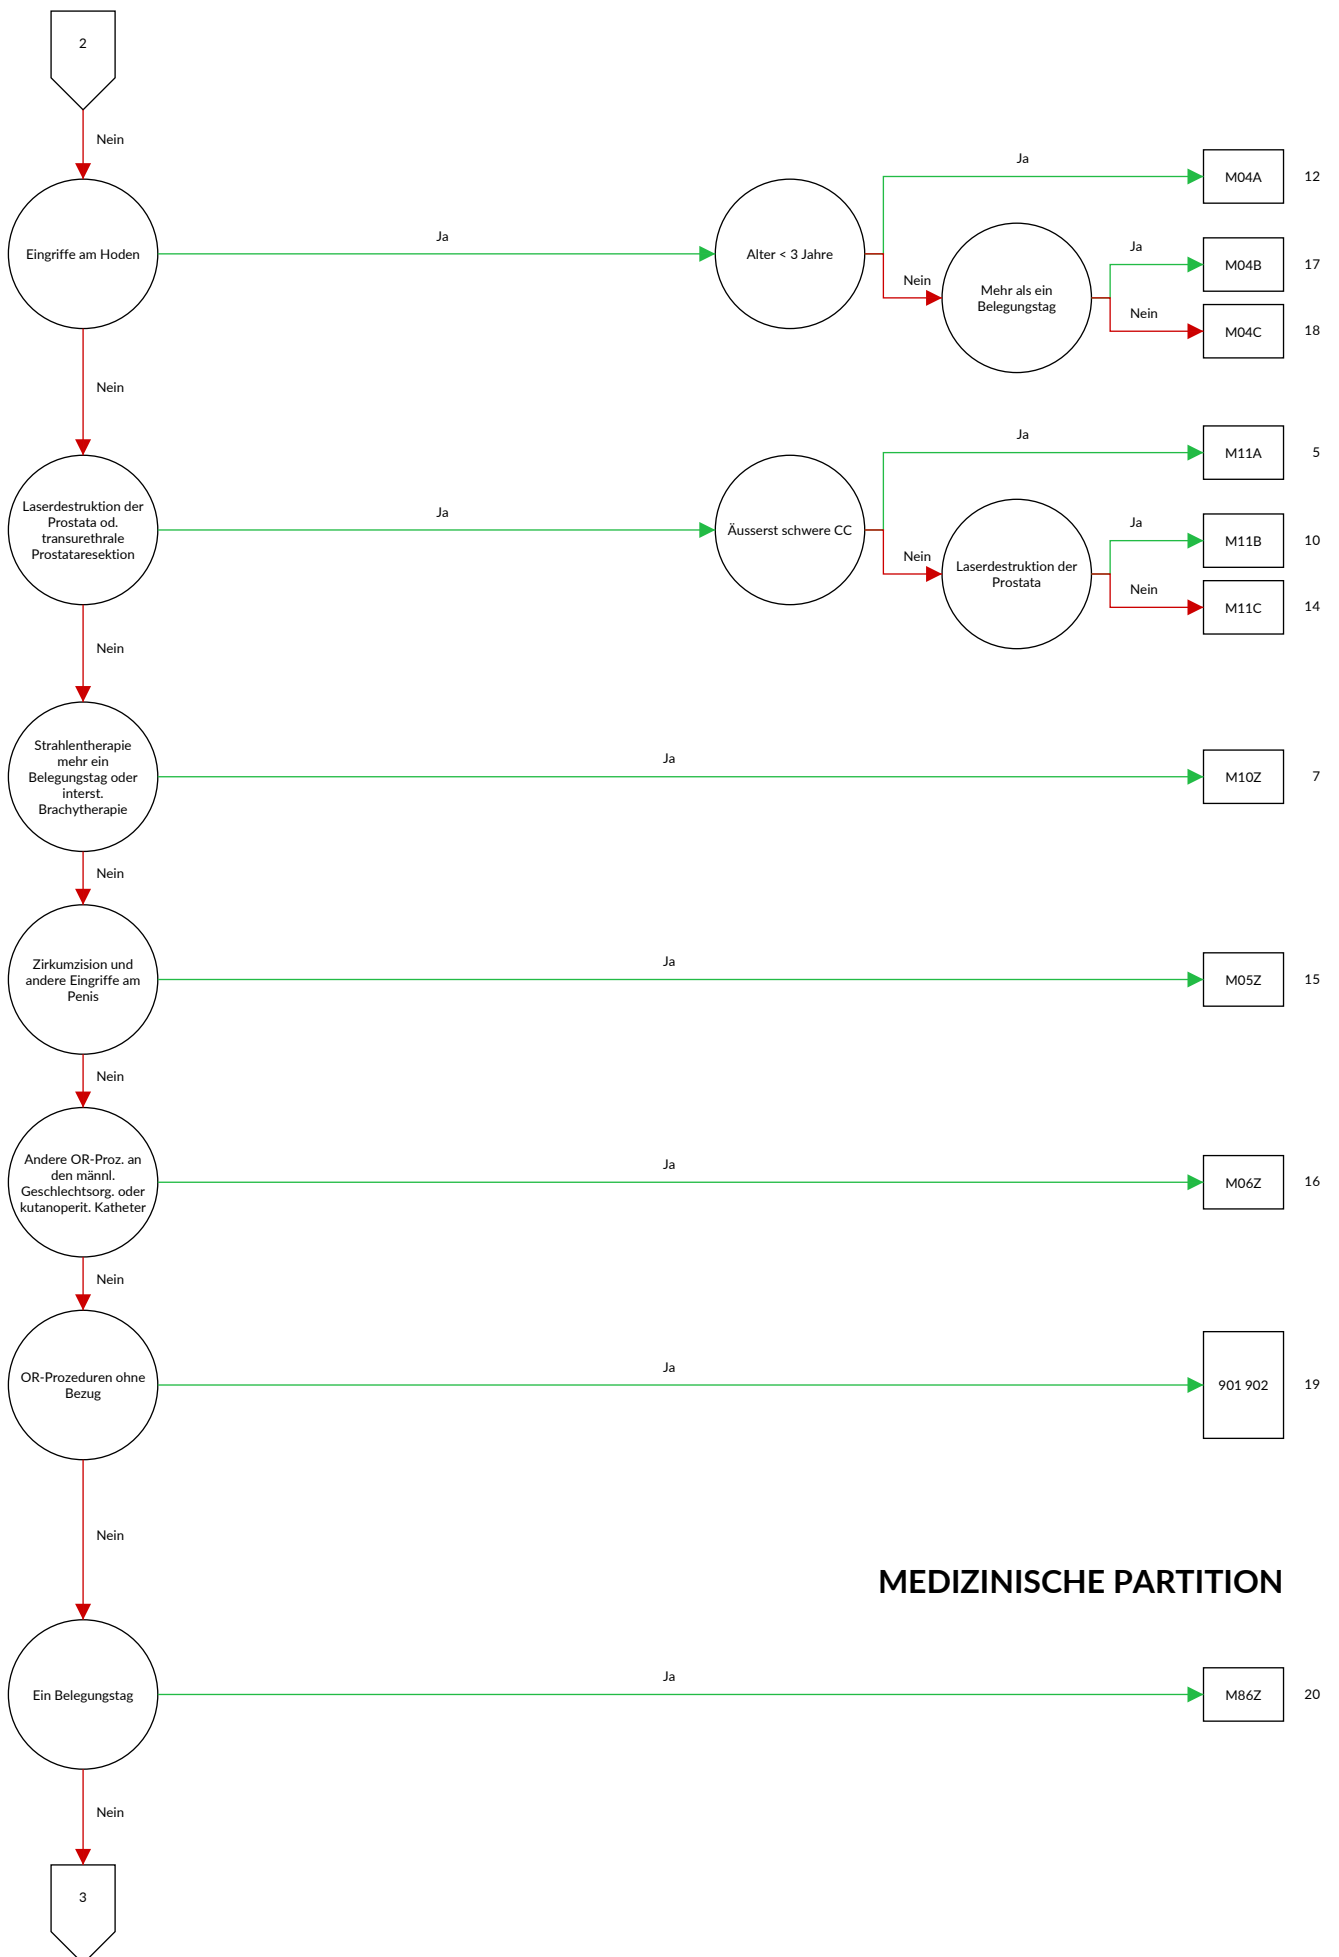 2
Nein
Eingriffe am Hoden
Ja
Alter < 3 Jahre
Ja
M04A
12
Nein
Mehr als ein
Belegungstag
Ja
M04B
17
Nein
M04C
18
Nein
Laserdestruktion der
Prostata od.
transurethrale
Prostataresektion
Ja
Äusserst schwere CC
Ja
M11A
5
Nein
Laserdestruktion der
Prostata
Ja
M11B
10
Nein
M11C
14
Nein
Strahlentherapie
mehr ein
Belegungstag oder
interst.
Brachytherapie
Ja
M10Z
7
Nein
Zirkumzision und
andere Eingriffe am
Penis
Ja
M05Z
15
Nein
Andere OR-Proz. an
den männl.
Geschlechtsorg. oder
kutanoperit. Katheter
Ja
M06Z
16
Nein
OR-Prozeduren ohne
Bezug
Ja
901 902
19
Nein
MEDIZINISCHE PARTITION
Ein Belegungstag
Ja
M86Z
20
Nein
3